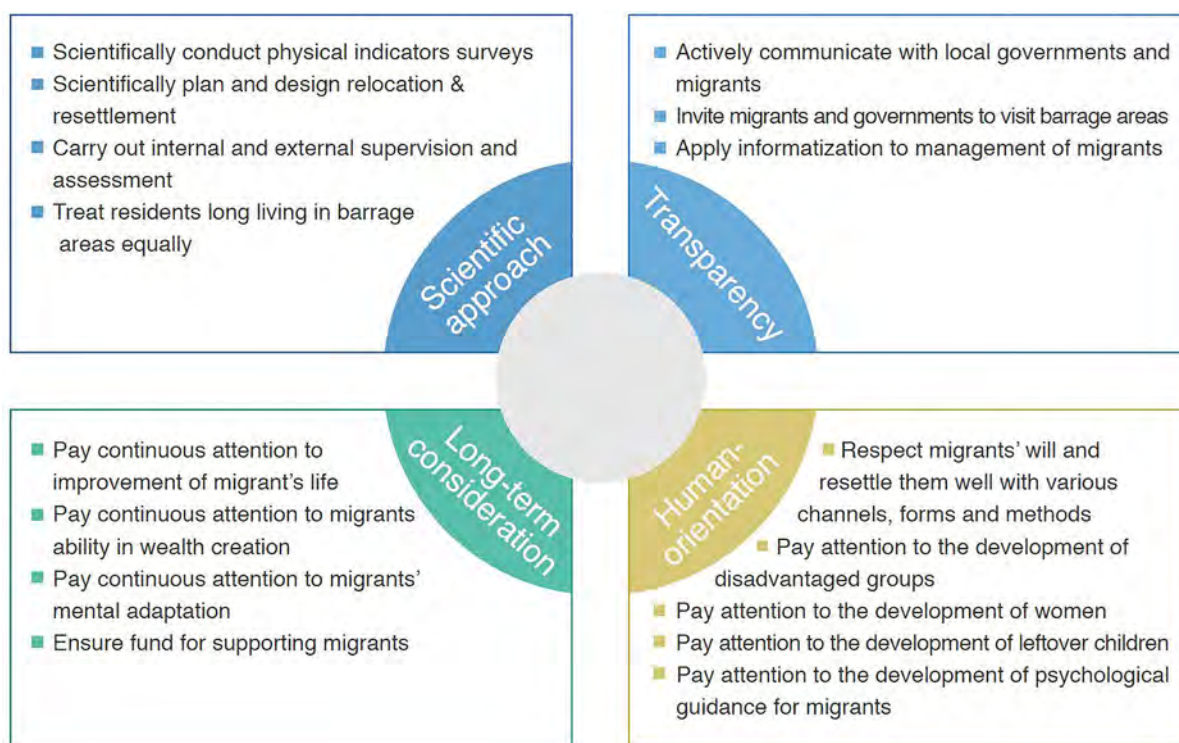 ■ Scientifically conduct physical indicators surveys
■ Scientifically plan and design relocation &
resettlement
■ Carry out internal and external supervision and
assessment
■ Treat residents long living in barrage
areas equally
Scientific
approach
■ Actively communicate with local governments and
migrants
■ Invite migrants and governments to visit barrage areas
■ Apply informatization to management of migrants
Transparency
■ Pay continuous attention to
improvement of migrant's life
■ Pay continuous attention to migrants
ability in wealth creation
■ Pay continuous attention to migrants'
mental adaptation
■ Ensure fund for supporting migrants
Long-term
consideration
■ Respect migrants' will and
resettle them well with various
channels, forms and methods
■ Pay attention to the development of
disadvantaged groups
■ Pay attention to the development of women
■ Pay attention to the development of leftover children
■ Pay attention to the development of psychological
guidance for migrants
Human-
orientation